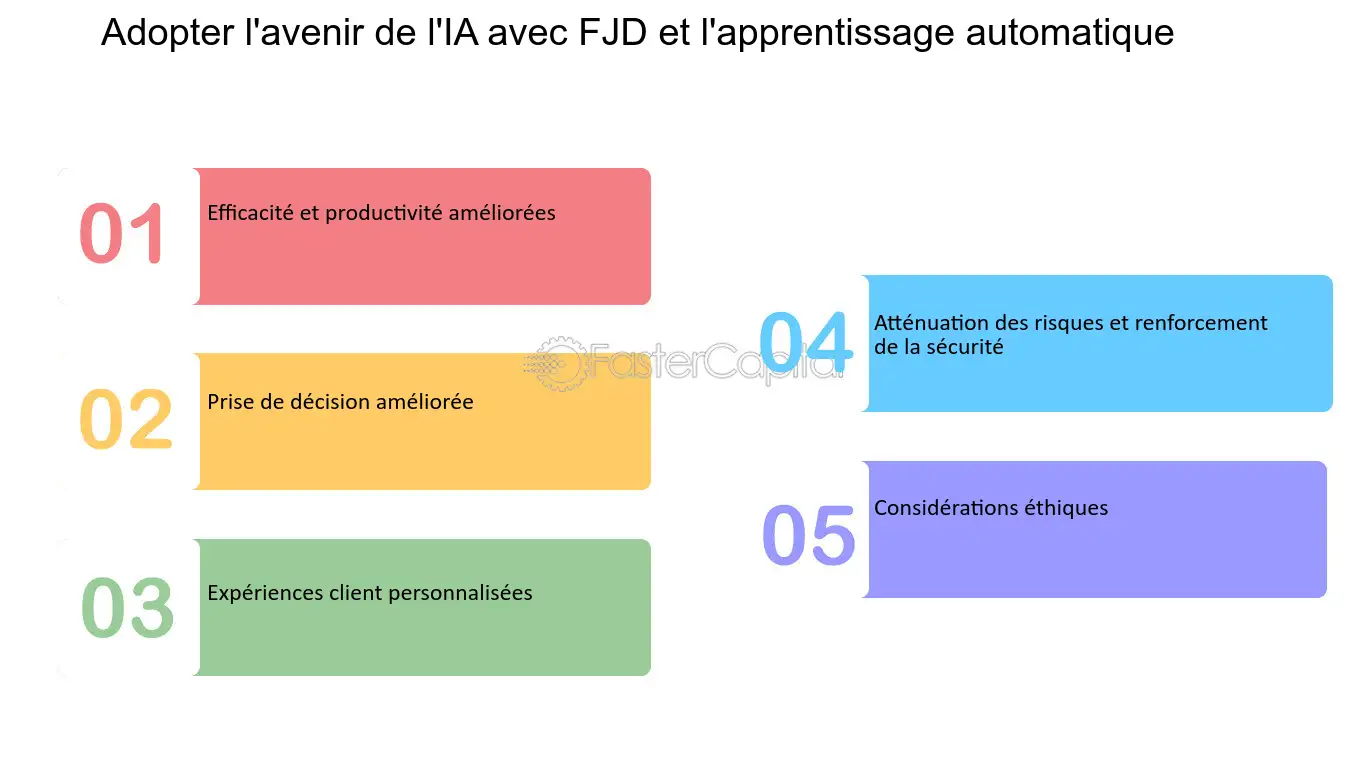 Adopter l'avenir de l'IA avec FJD et l'apprentissage automatique
01
Efficacité et productivité améliorées
02
Prise de décision améliorée
03
Expériences client personnalisées
04
Atténuation des risques et renforcement
de la sécurité
05
Considérations éthiques
FasterCapital